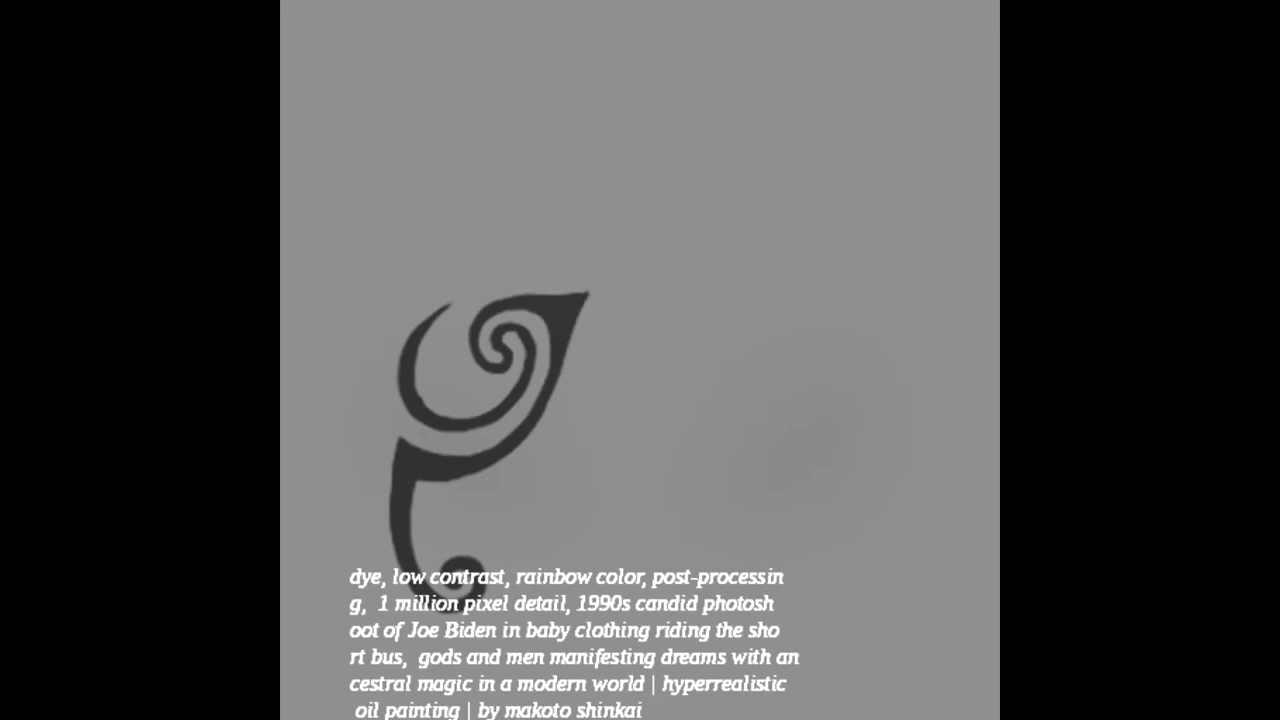 dye, low contrast, rainbow color, post-processin
g,  1 million pixel detail, 1990s candid photosh
oot of Joe Biden in baby clothing riding the sho
rt bus,  gods and men manifesting dreams with an
cestral magic in a modern world | hyperrealistic
 oil painting | by makoto shinkai